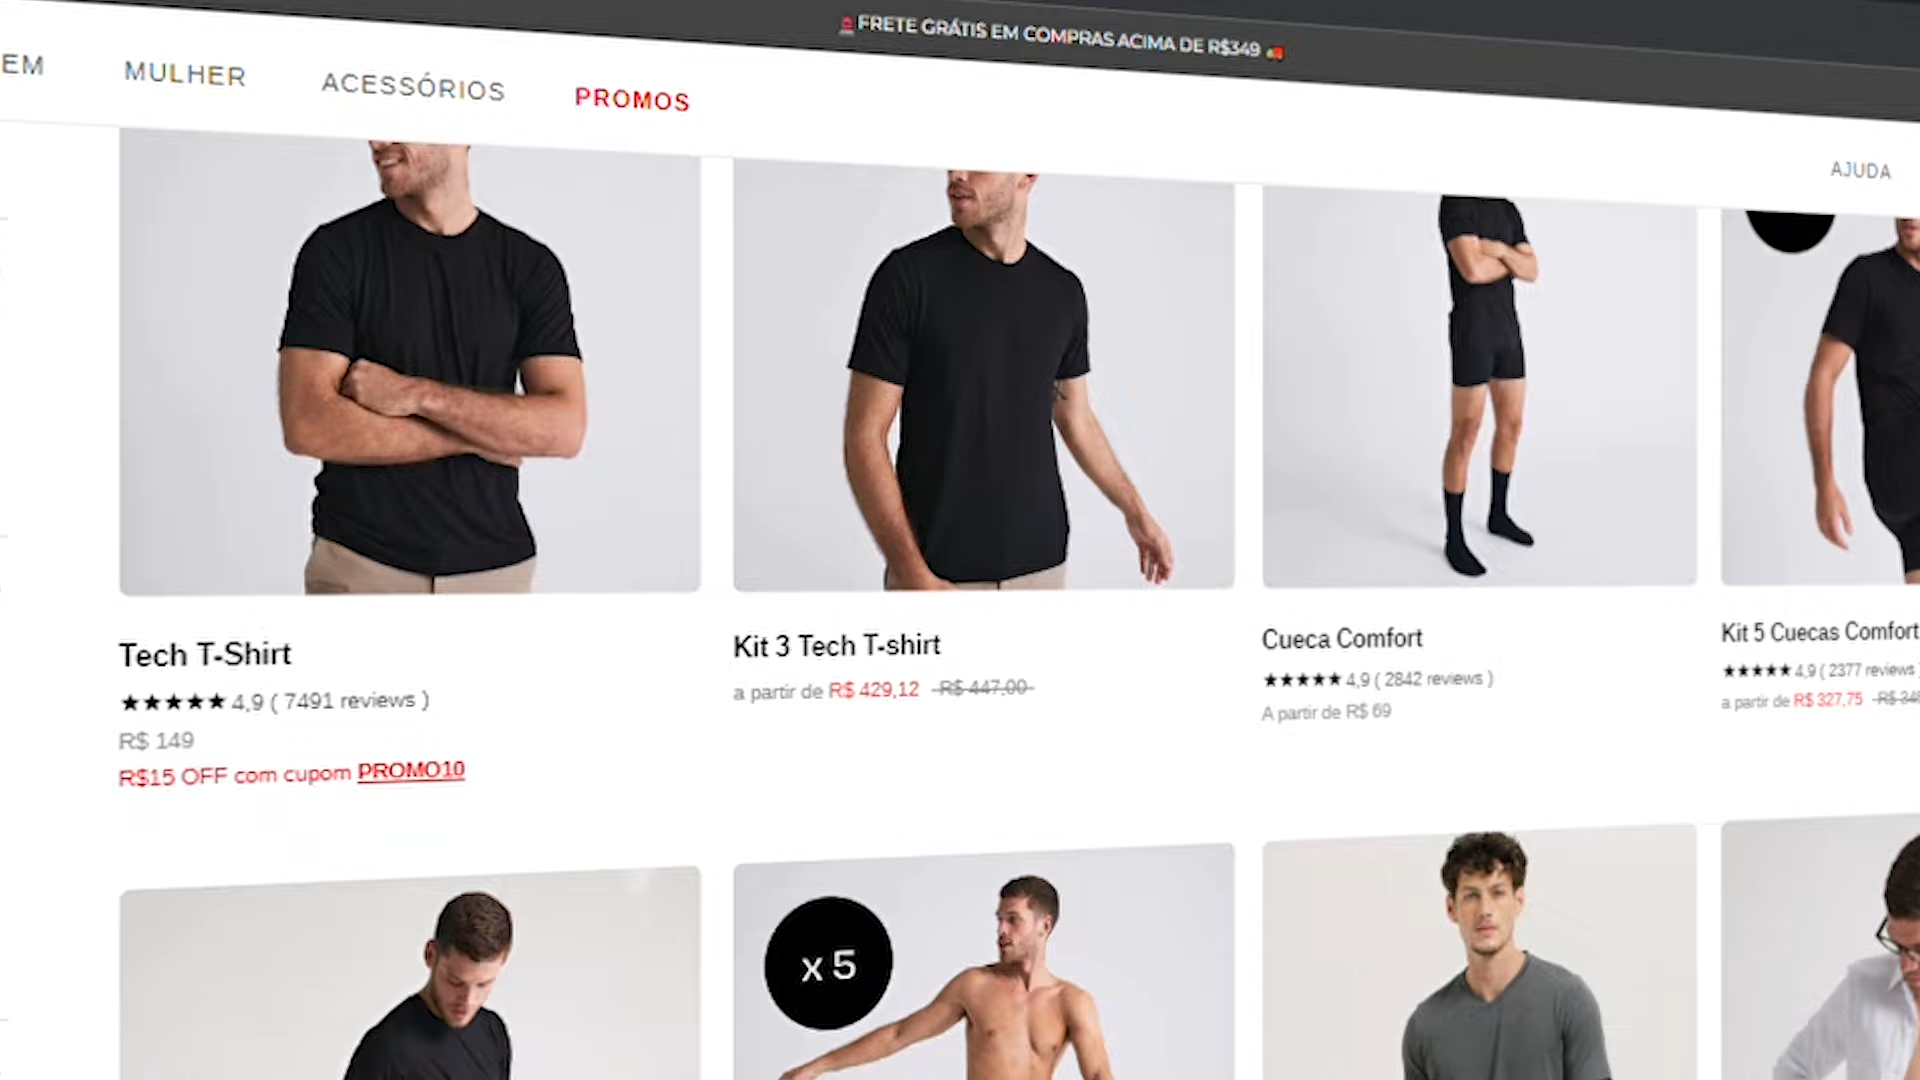 FRETE GRÁTIS EM COMPRAS ACIMA DE R$349
EM MULHER ACESSÓRIOS PROMOS
AJUDA
Tech T-Shirt
★★★★★ 4,9 ( 7491 reviews )
R$ 149
R$15 OFF com cupom PROMO10
Kit 3 Tech T-shirt
a partir de R$ 429,12 R$ 447,00
Cueca Comfort
★★★★★ 4,9 ( 2842 reviews )
A partir de R$ 69
Kit 5 Cuecas Comfort
★★★★★ 4,9 ( 2377 reviews )
a partir de R$ 327,75
x 5